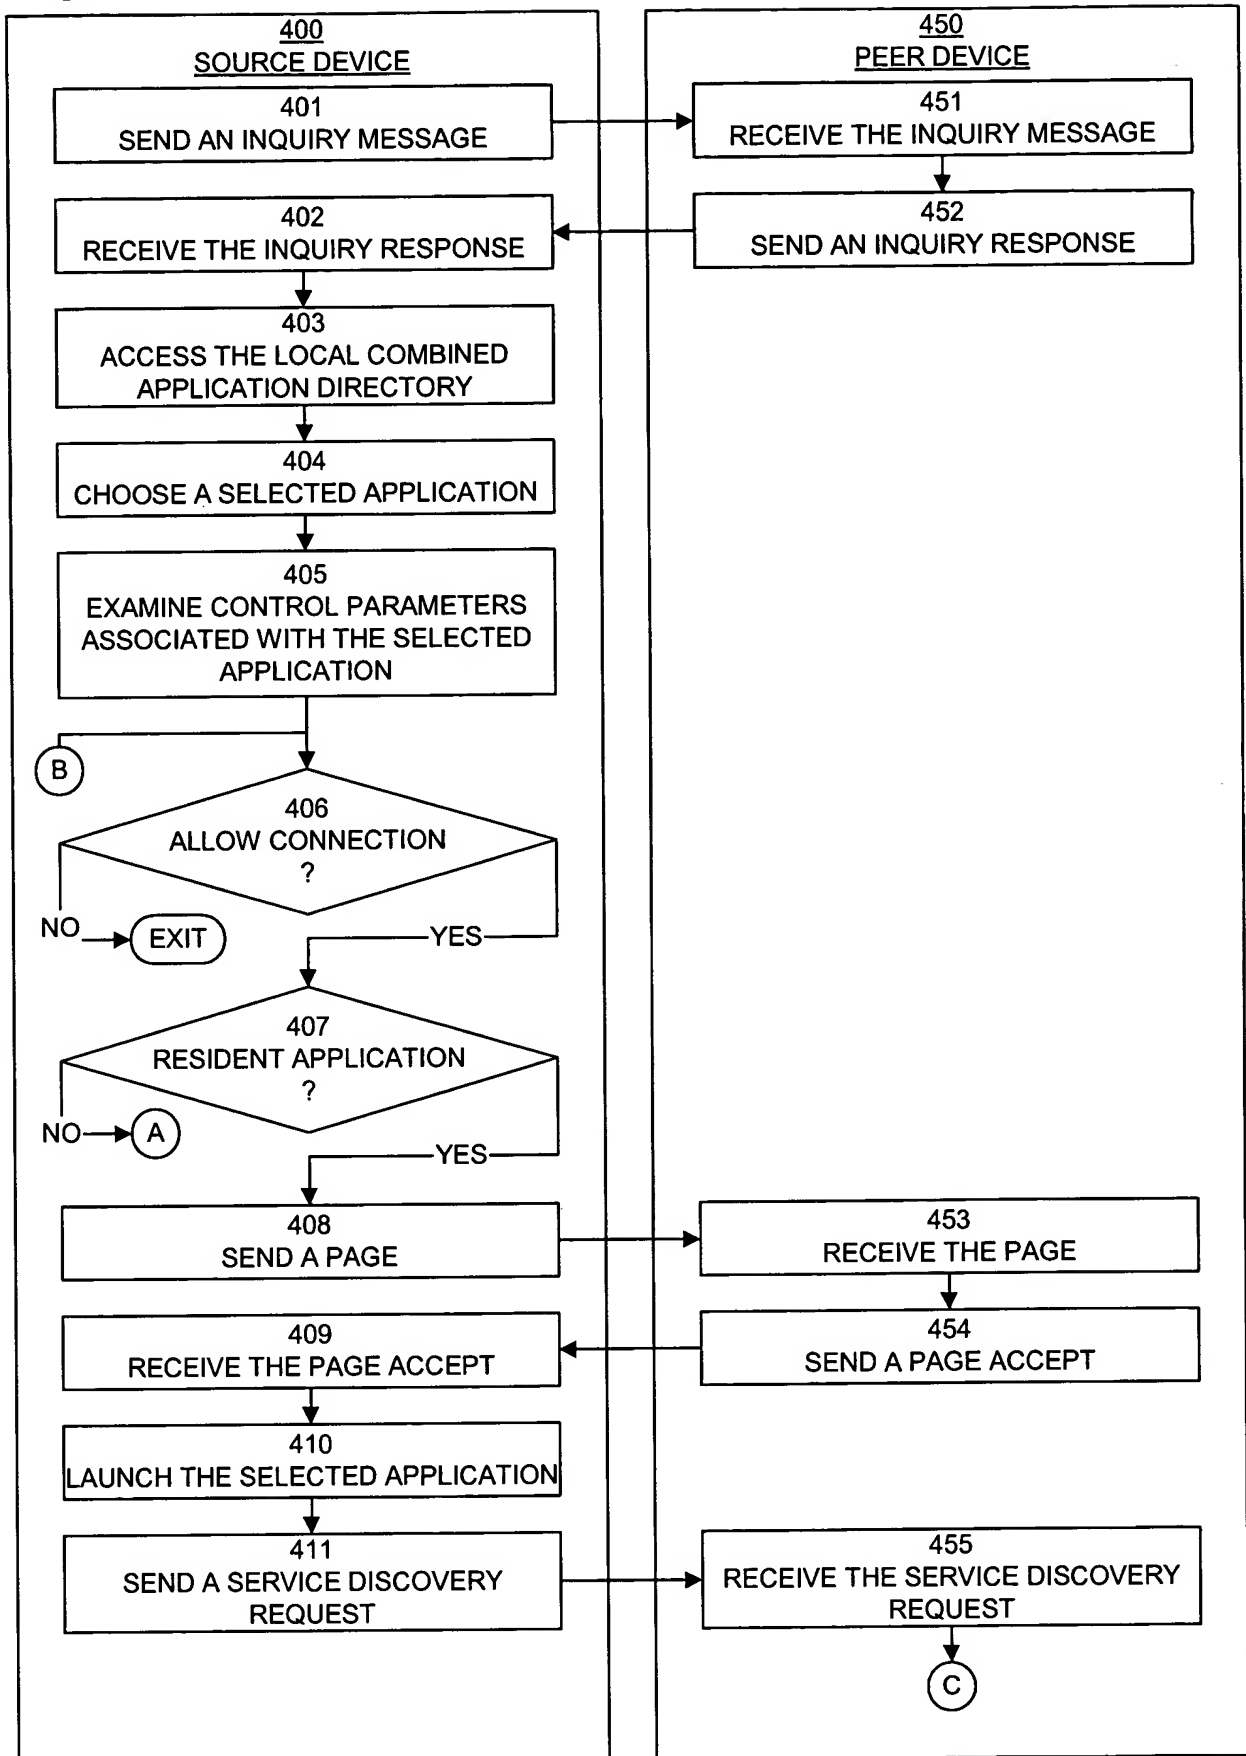 400
SOURCE DEVICE
450
PEER DEVICE
401
SEND AN INQUIRY MESSAGE
451
RECEIVE THE INQUIRY MESSAGE
402
RECEIVE THE INQUIRY RESPONSE
452
SEND AN INQUIRY RESPONSE
403
ACCESS THE LOCAL COMBINED
APPLICATION DIRECTORY
404
CHOOSE A SELECTED APPLICATION
405
EXAMINE CONTROL PARAMETERS
ASSOCIATED WITH THE SELECTED
APPLICATION
B
406
ALLOW CONNECTION
?
NO
EXIT
YES
407
RESIDENT APPLICATION
?
NO
A
YES
408
SEND A PAGE
453
RECEIVE THE PAGE
409
RECEIVE THE PAGE ACCEPT
454
SEND A PAGE ACCEPT
410
LAUNCH THE SELECTED APPLICATION
411
SEND A SERVICE DISCOVERY
REQUEST
455
RECEIVE THE SERVICE DISCOVERY
REQUEST
C